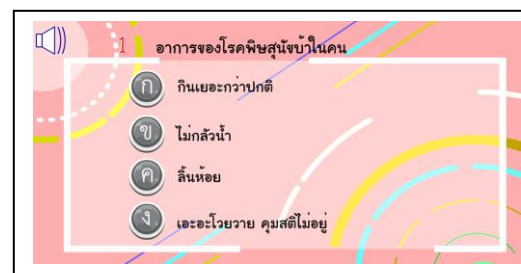 1 อาการของโรคพิษสุนัขบ้าในคน
ก กินเยอะกว่าปกติ
ข ไม่กลัวน้ำ
ค ลิ้นห้อย
ง เอะอะโวยวาย คุมสติไม่อยู่